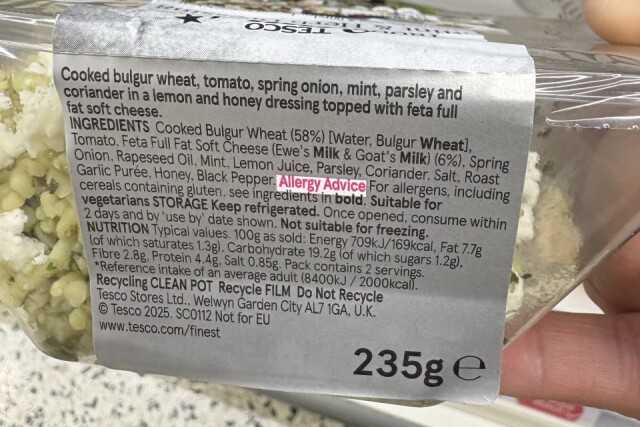 TESCO
Cooked bulgur wheat, tomato, spring onion, mint, parsley and
coriander in a lemon and honey dressing topped with feta full
fat soft cheese.
INGREDIENTS Cooked Bulgur Wheat (58%) [Water, Bulgur Wheat],
Tomato, Feta Full Fat Soft Cheese (Ewe's Milk & Goat's Milk) (6%), Spring
Onion, Rapeseed Oil, Mint, Lemon Juice, Parsley, Coriander, Salt, Roast
Garlic Purée, Honey, Black Pepper. Allergy Advice For allergens, including
cereals containing gluten, see ingredients in bold. Suitable for
vegetarians STORAGE Keep refrigerated. Once opened, consume within
2 days and by 'use by' date shown. Not suitable for freezing.
NUTRITION Typical values. 100g as sold: Energy 709kJ/169kcal, Fat 7.7g
(of which saturates 1.3g), Carbohydrate 19.2g (of which sugars 1.2g),
Fibre 2.8g, Protein 4.4g, Salt 0.85g. Pack contains 2 servings.
*Reference intake of an average adult (8400kJ / 2000kcal).
Recycling CLEAN POT Recycle FILM Do Not Recycle
Tesco Stores Ltd., Welwyn Garden City AL7 1GA, U.K.
© Tesco 2025. SC0112 Not for EU
www.tesco.com/finest
235g e